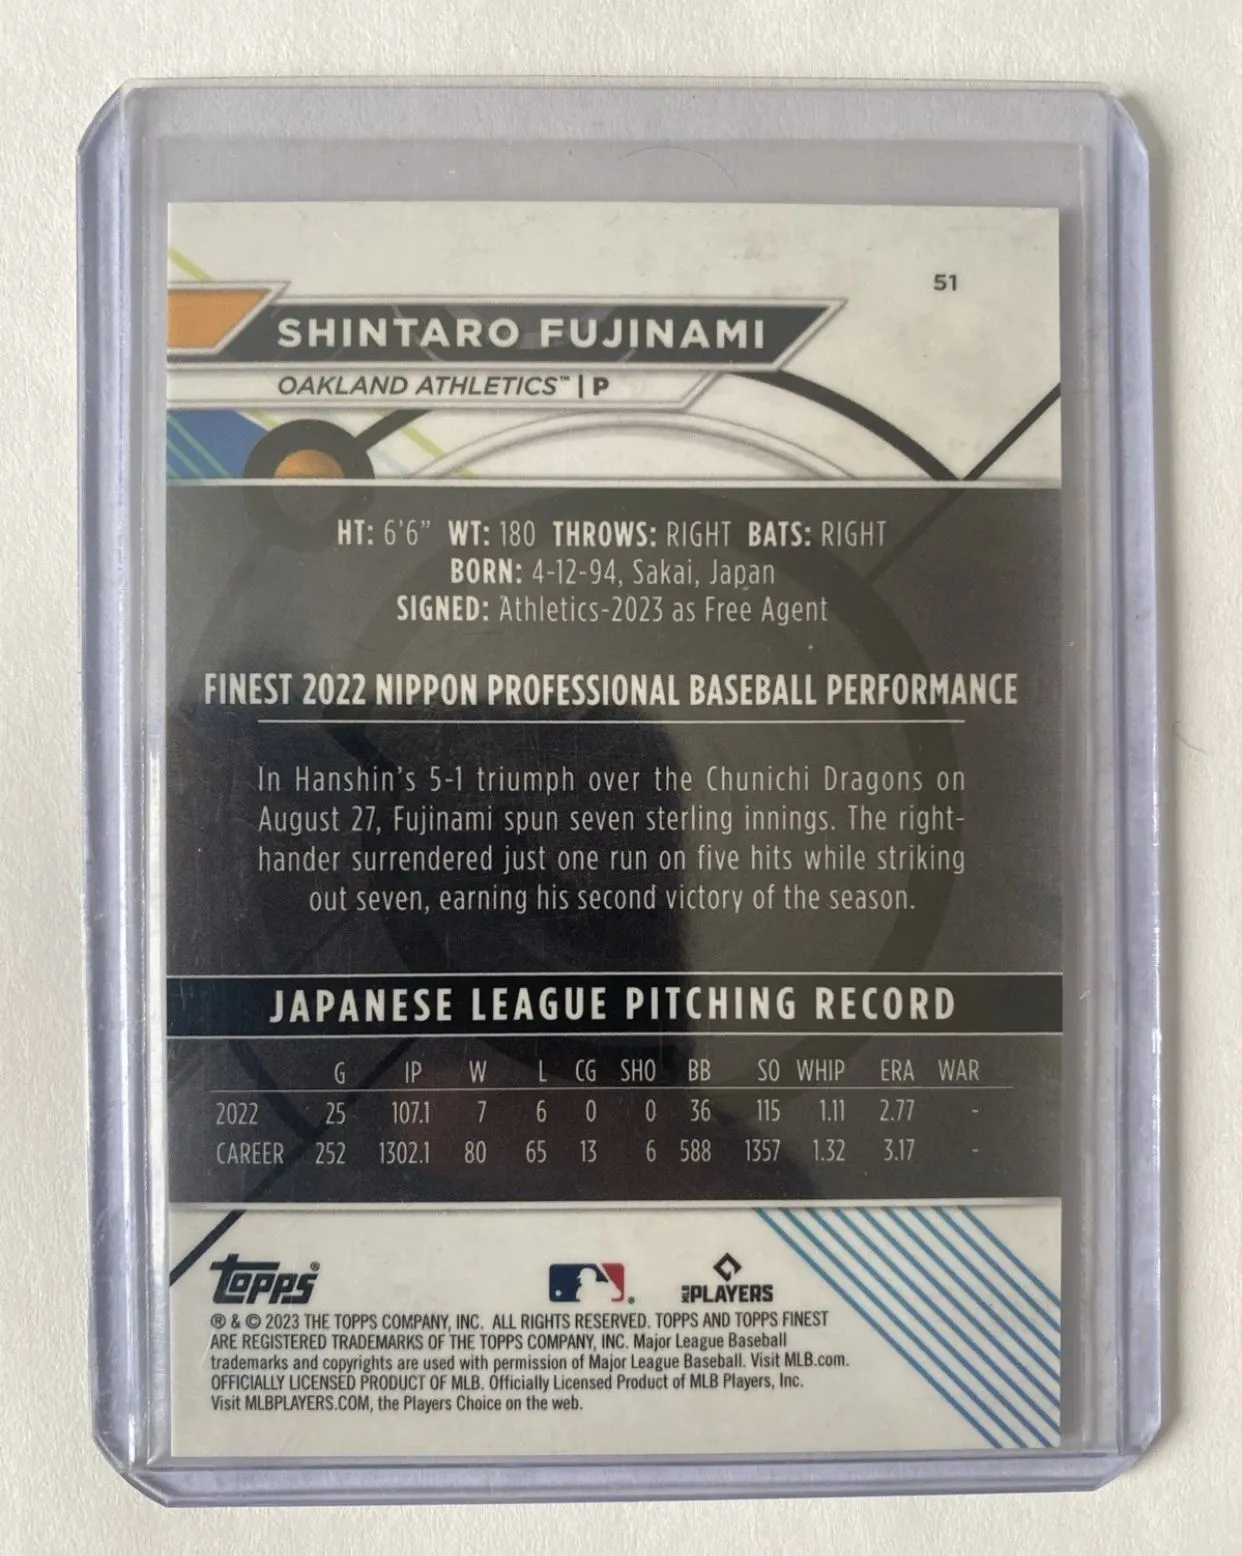 51
SHINTARO FUJINAMI
OAKLAND ATHLETICS™ | P
HT: 6'6" WT: 180 THROWS: RIGHT BATS: RIGHT
BORN: 4-12-94, Sakai, Japan
SIGNED: Athletics-2023 as Free Agent
FINEST 2022 NIPPON PROFESSIONAL BASEBALL PERFORMANCE
In Hanshin's 5-1 triumph over the Chunichi Dragons on
August 27, Fujinami spun seven sterling innings. The right-
hander surrendered just one run on five hits while striking
out seven, earning his second victory of the season.
JAPANESE LEAGUE PITCHING RECORD
G IP W L CG SHO BB SO WHIP ERA WAR
2022 25 107.1 7 6 0 0 36 115 1.11 2.77 -
CAREER 252 1302.1 80 65 13 6 588 1357 1.32 3.17 -
topps®
MLB PLAYERS
® & © 2023 THE TOPPS COMPANY, INC. ALL RIGHTS RESERVED. TOPPS AND TOPPS FINEST
ARE REGISTERED TRADEMARKS OF THE TOPPS COMPANY, INC. Major League Baseball
trademarks and copyrights are used with permission of Major League Baseball. Visit MLB.com.
OFFICIALLY LICENSED PRODUCT OF MLB. Officially Licensed Product of MLB Players, Inc.
Visit MLBPLAYERS.COM, the Players Choice on the web.